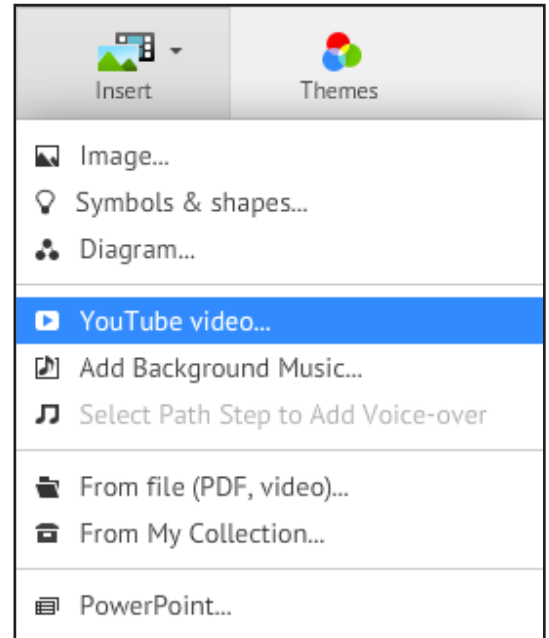 Insert
Themes
Image...
Symbols & shapes...
Diagram...
YouTube video...
Add Background Music...
Select Path Step to Add Voice-over
From file (PDF, video)...
From My Collection...
PowerPoint...